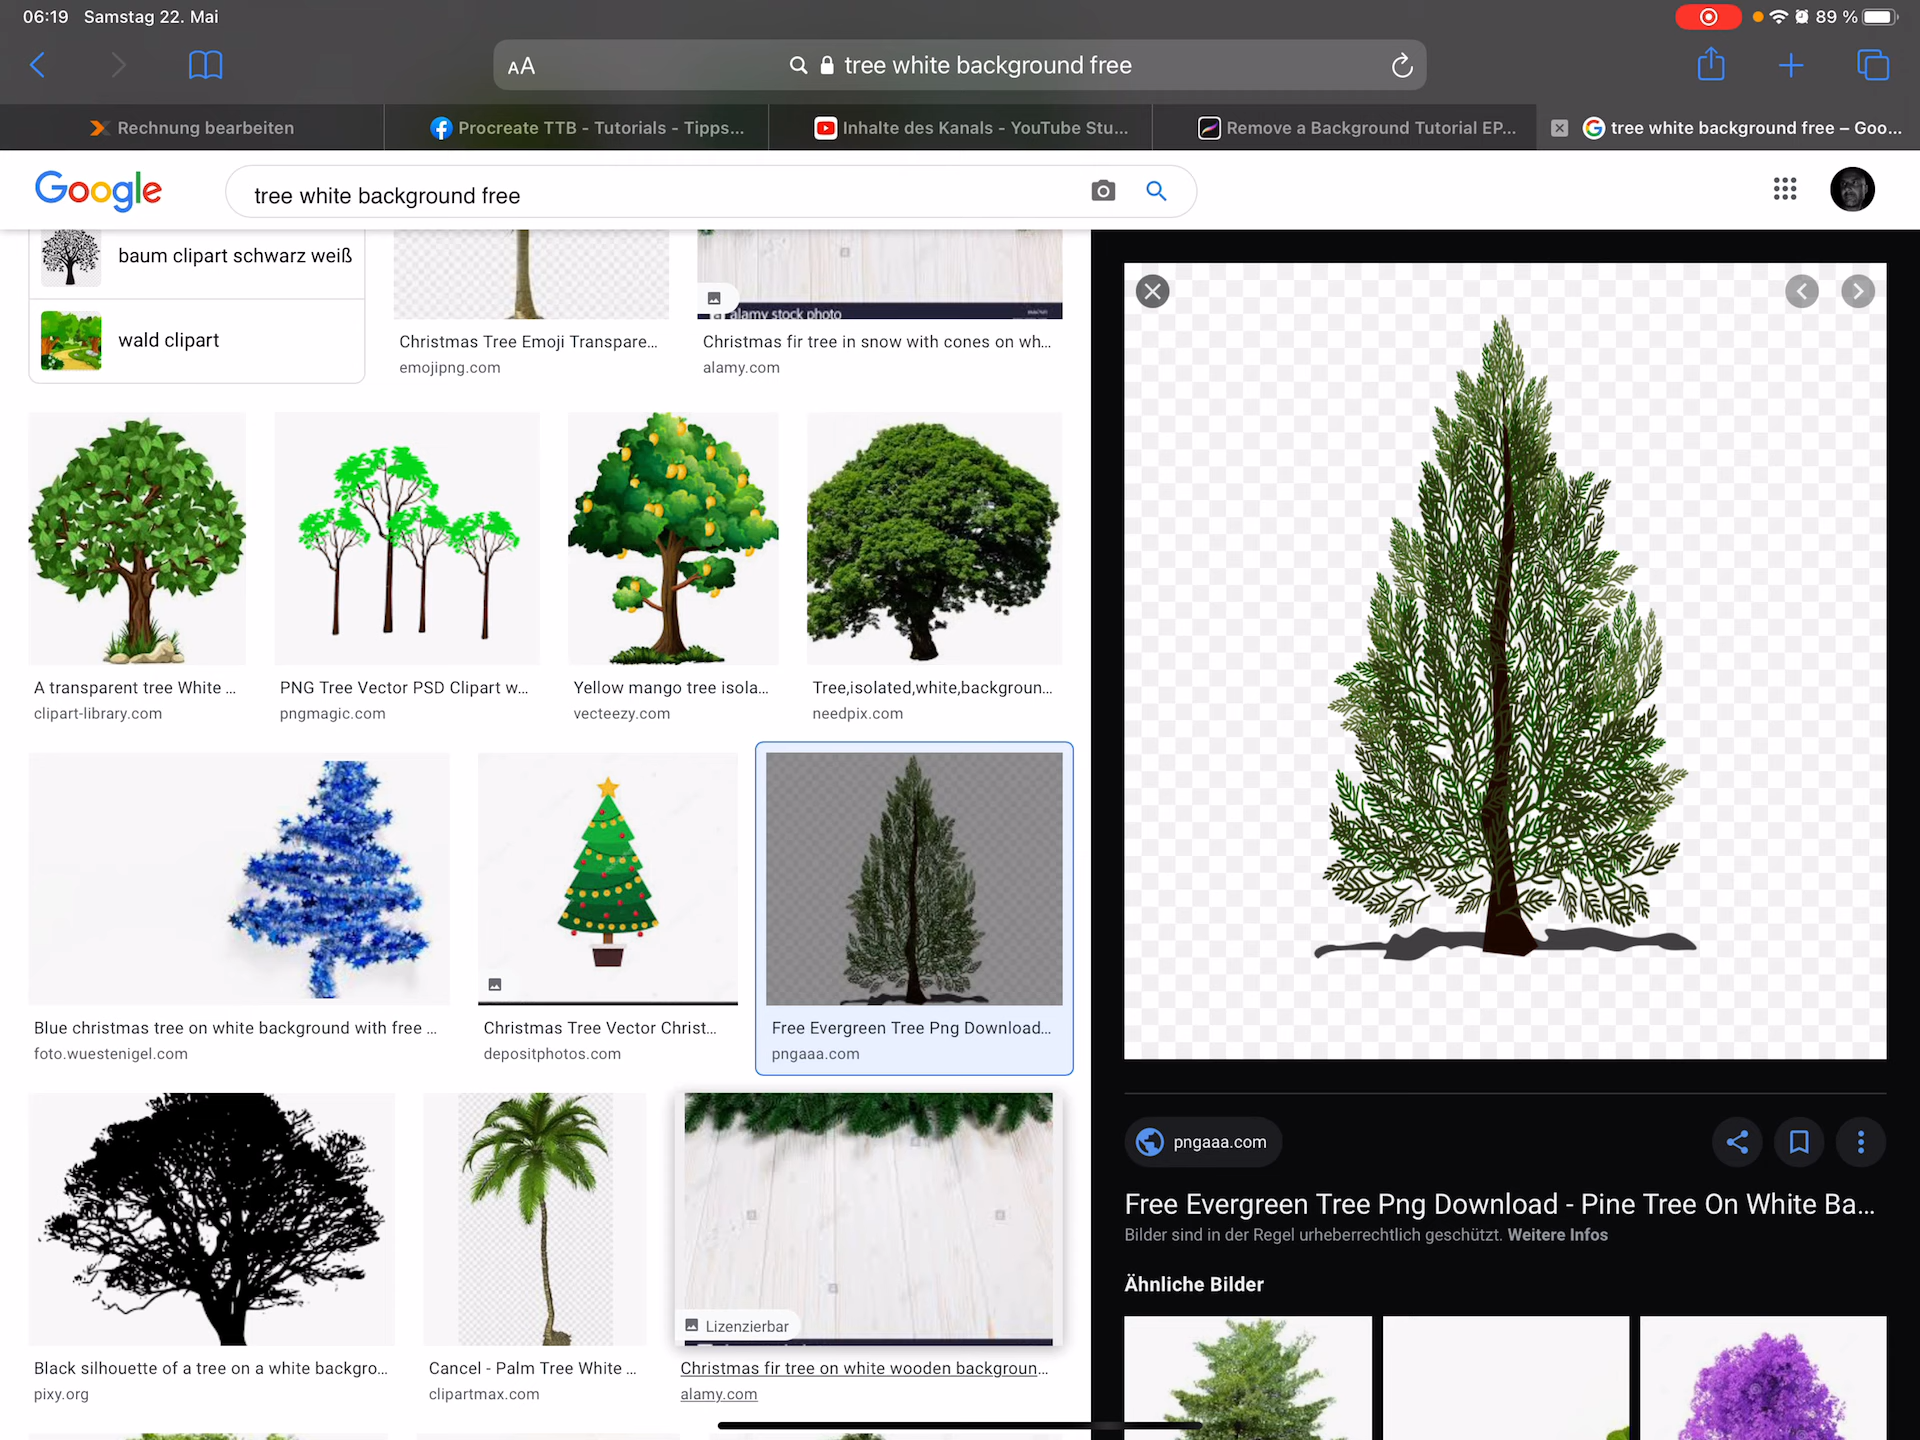 06:19 Samstag 22. Mai
89 %
AA
tree white background free
Rechnung bearbeiten
Procreate TTB - Tutorials - Tipps...
Inhalte des Kanals - YouTube Stu...
Remove a Background Tutorial EP...
tree white background free – Goo...
Google
tree white background free
baum clipart schwarz weiß
wald clipart
alamy stock photo
Christmas Tree Emoji Transpare...
emojipng.com
Christmas fir tree in snow with cones on wh...
alamy.com
A transparent tree White ...
clipart-library.com
PNG Tree Vector PSD Clipart w...
pngmagic.com
Yellow mango tree isola...
vecteezy.com
Tree,isolated,white,backgroun...
needpix.com
Blue christmas tree on white background with free ...
foto.wuestenigel.com
Christmas Tree Vector Christ...
depositphotos.com
Free Evergreen Tree Png Download...
pngaaa.com
Black silhouette of a tree on a white backgro...
pixy.org
Cancel - Palm Tree White ...
clipartmax.com
Lizenzierbar
Christmas fir tree on white wooden backgroun...
alamy.com
pngaaa.com
Free Evergreen Tree Png Download - Pine Tree On White Ba...
Bilder sind in der Regel urheberrechtlich geschützt. Weitere Infos
Ähnliche Bilder